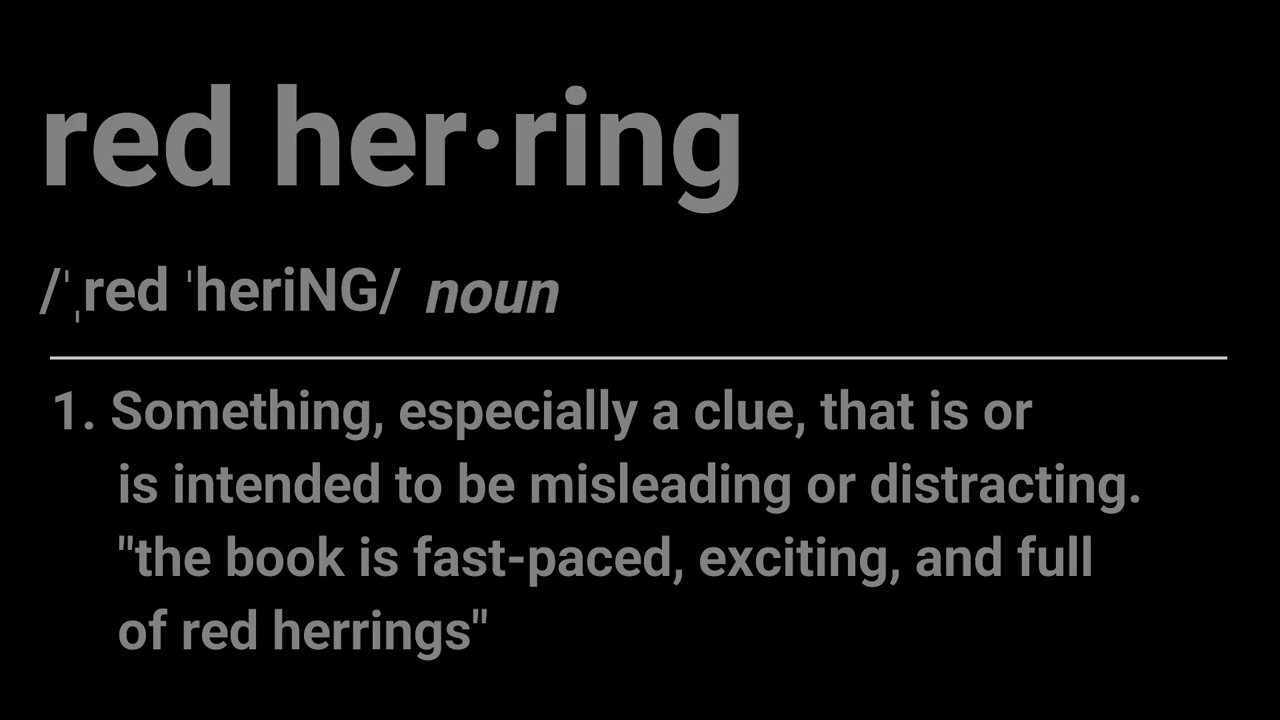 red her·ring
/ˈˌred ˈheriNG/ noun
1. Something, especially a clue, that is or
is intended to be misleading or distracting.
"the book is fast-paced, exciting, and full
of red herrings"